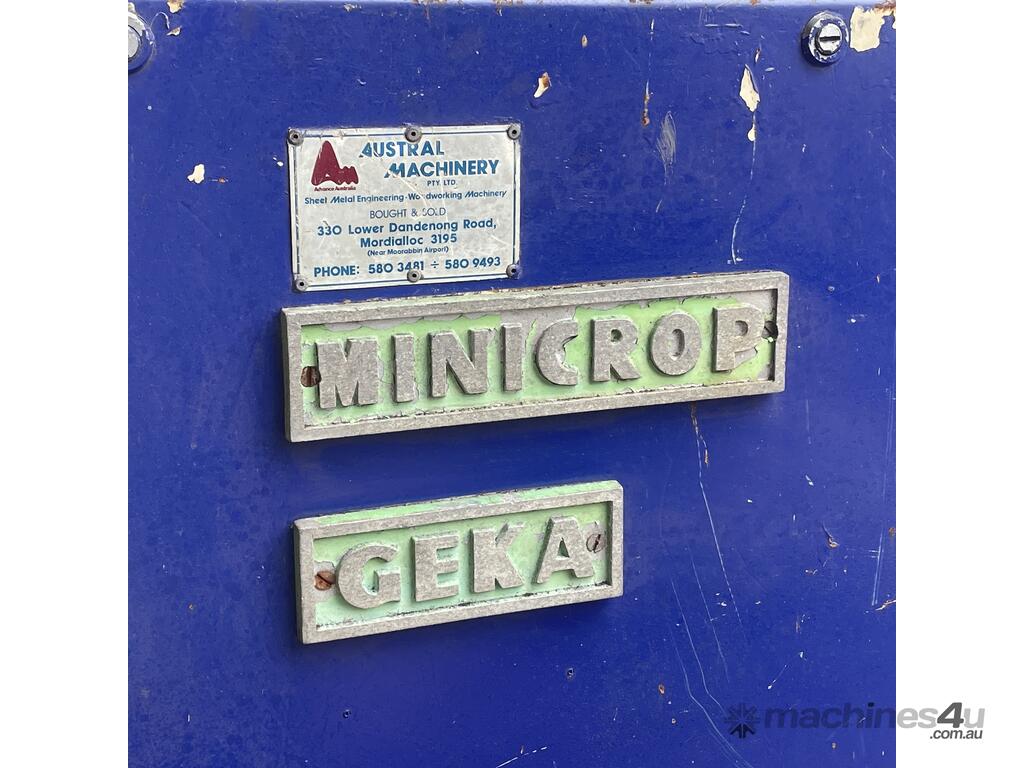 AUSTRAL
MACHINERY
PTY. LTD.
Am
Advance Australia
Sheet Metal Engineering-Woodworking Machinery
BOUGHT & SOLD
330 Lower Dandenong Road,
Mordialloc 3195
(Near Moorabbin Airport)
PHONE: 580 3481 ÷ 580 9493
MINICROP
GEKA
machines4u
.com.au